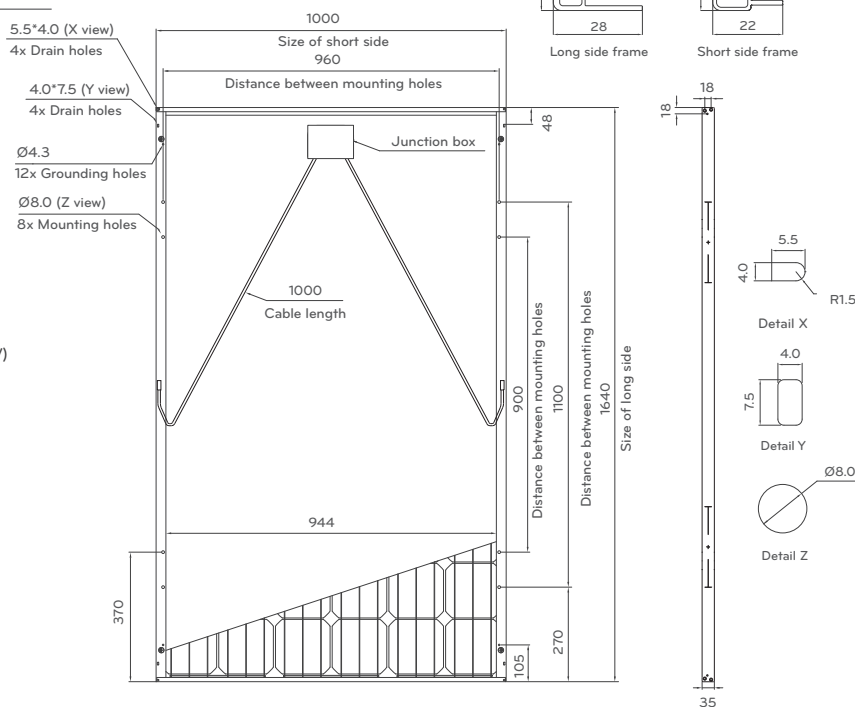 1000
Size of short side
960
Distance between mounting holes
5.5*4.0 (X view)
4x Drain holes
4.0*7.5 (Y view)
4x Drain holes
Ø4.3
12x Grounding holes
Ø8.0 (Z view)
8x Mounting holes
48
Junction box
1000
Cable length
900
Distance between mounting holes
1100
Distance between mounting holes
1640
Size of long side
944
370
105
270
28
Long side frame
22
Short side frame
18
18
35
5.5
4.0
R1.5
Detail X
4.0
7.5
Detail Y
Ø8.0
Detail Z